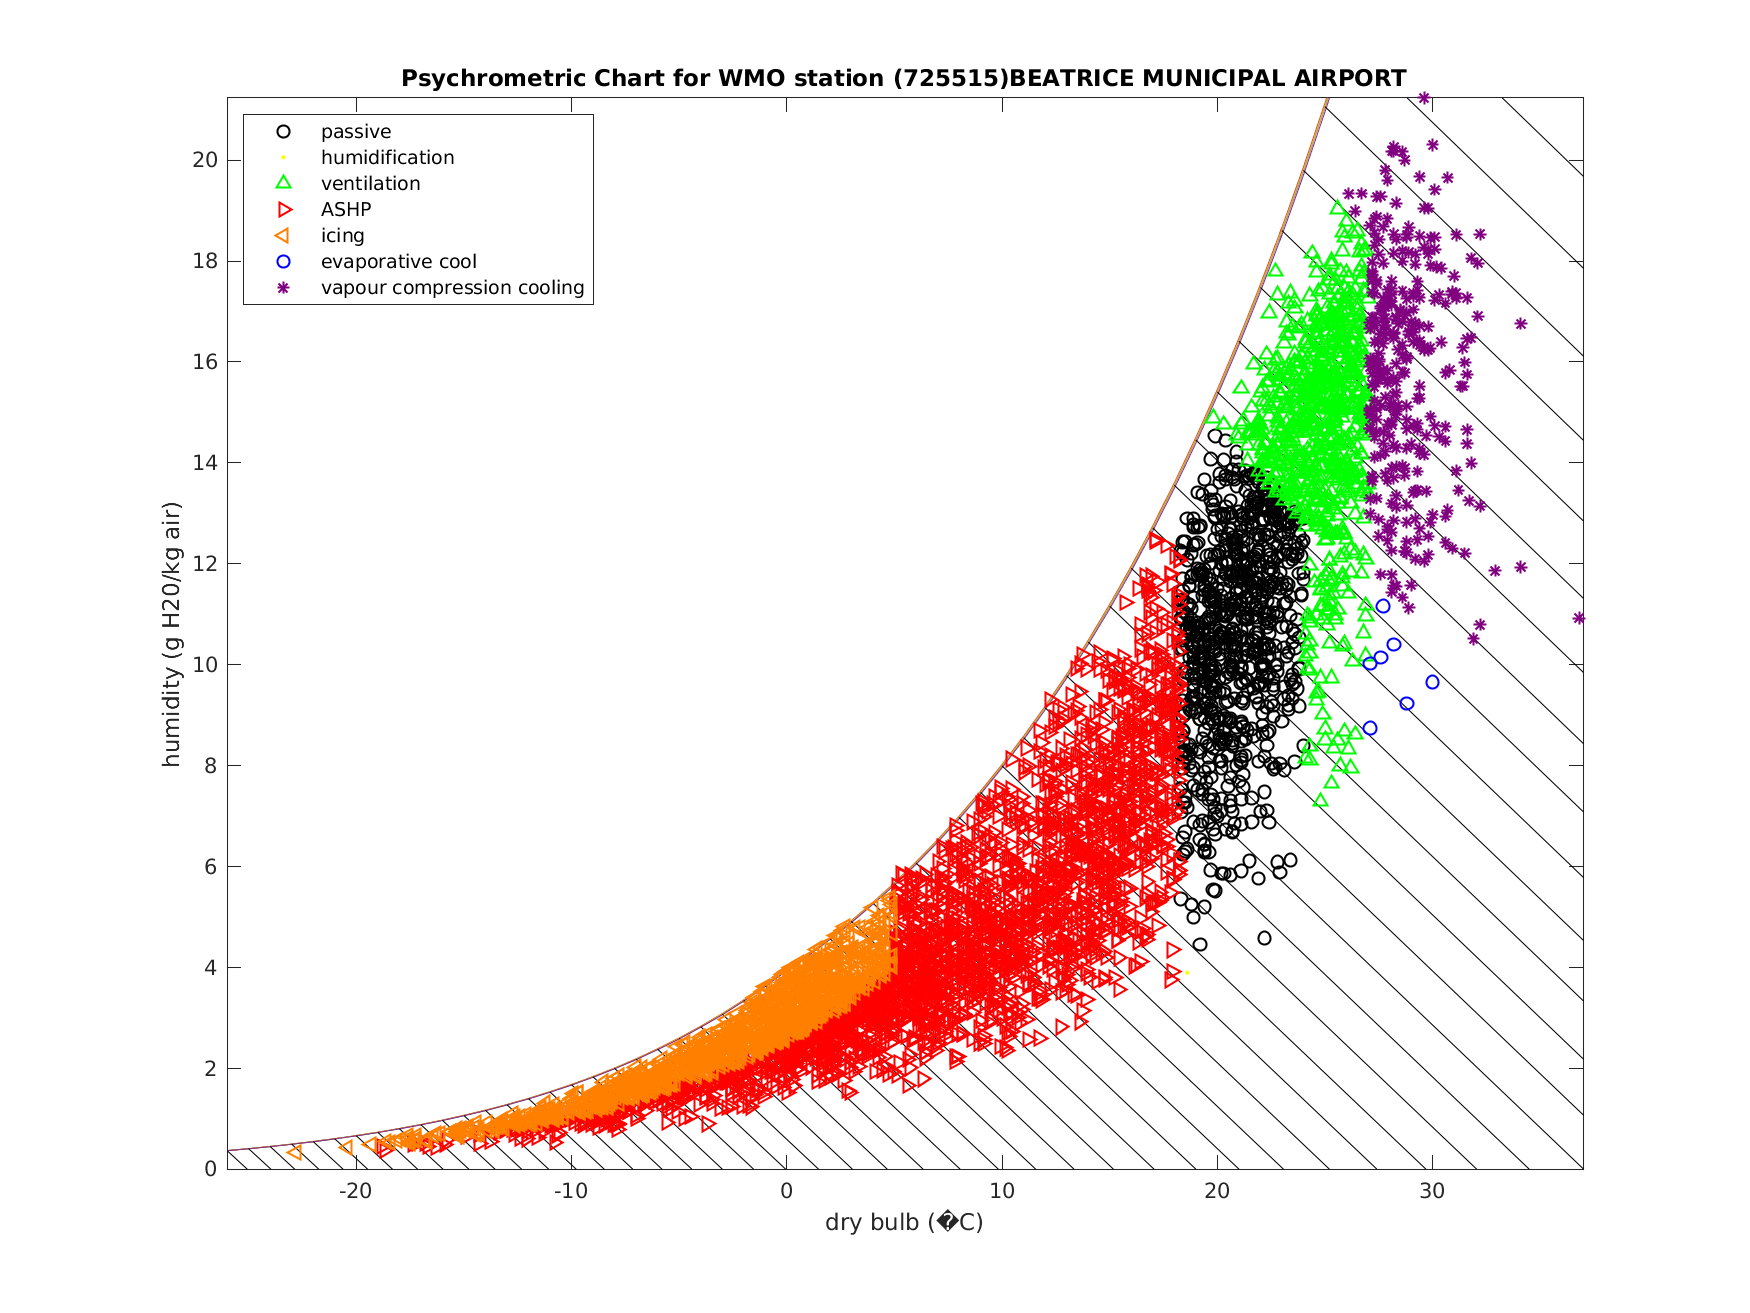 Psychrometric Chart for WMO station (725515)BEATRICE MUNICIPAL AIRPORT
passive
humidification
ventilation
ASHP
icing
evaporative cool
vapour compression cooling
humidity (g H20/kg air)
20
18
16
14
12
10
8
6
4
2
0
-20 -10 0 10 20 30
dry bulb (�C)